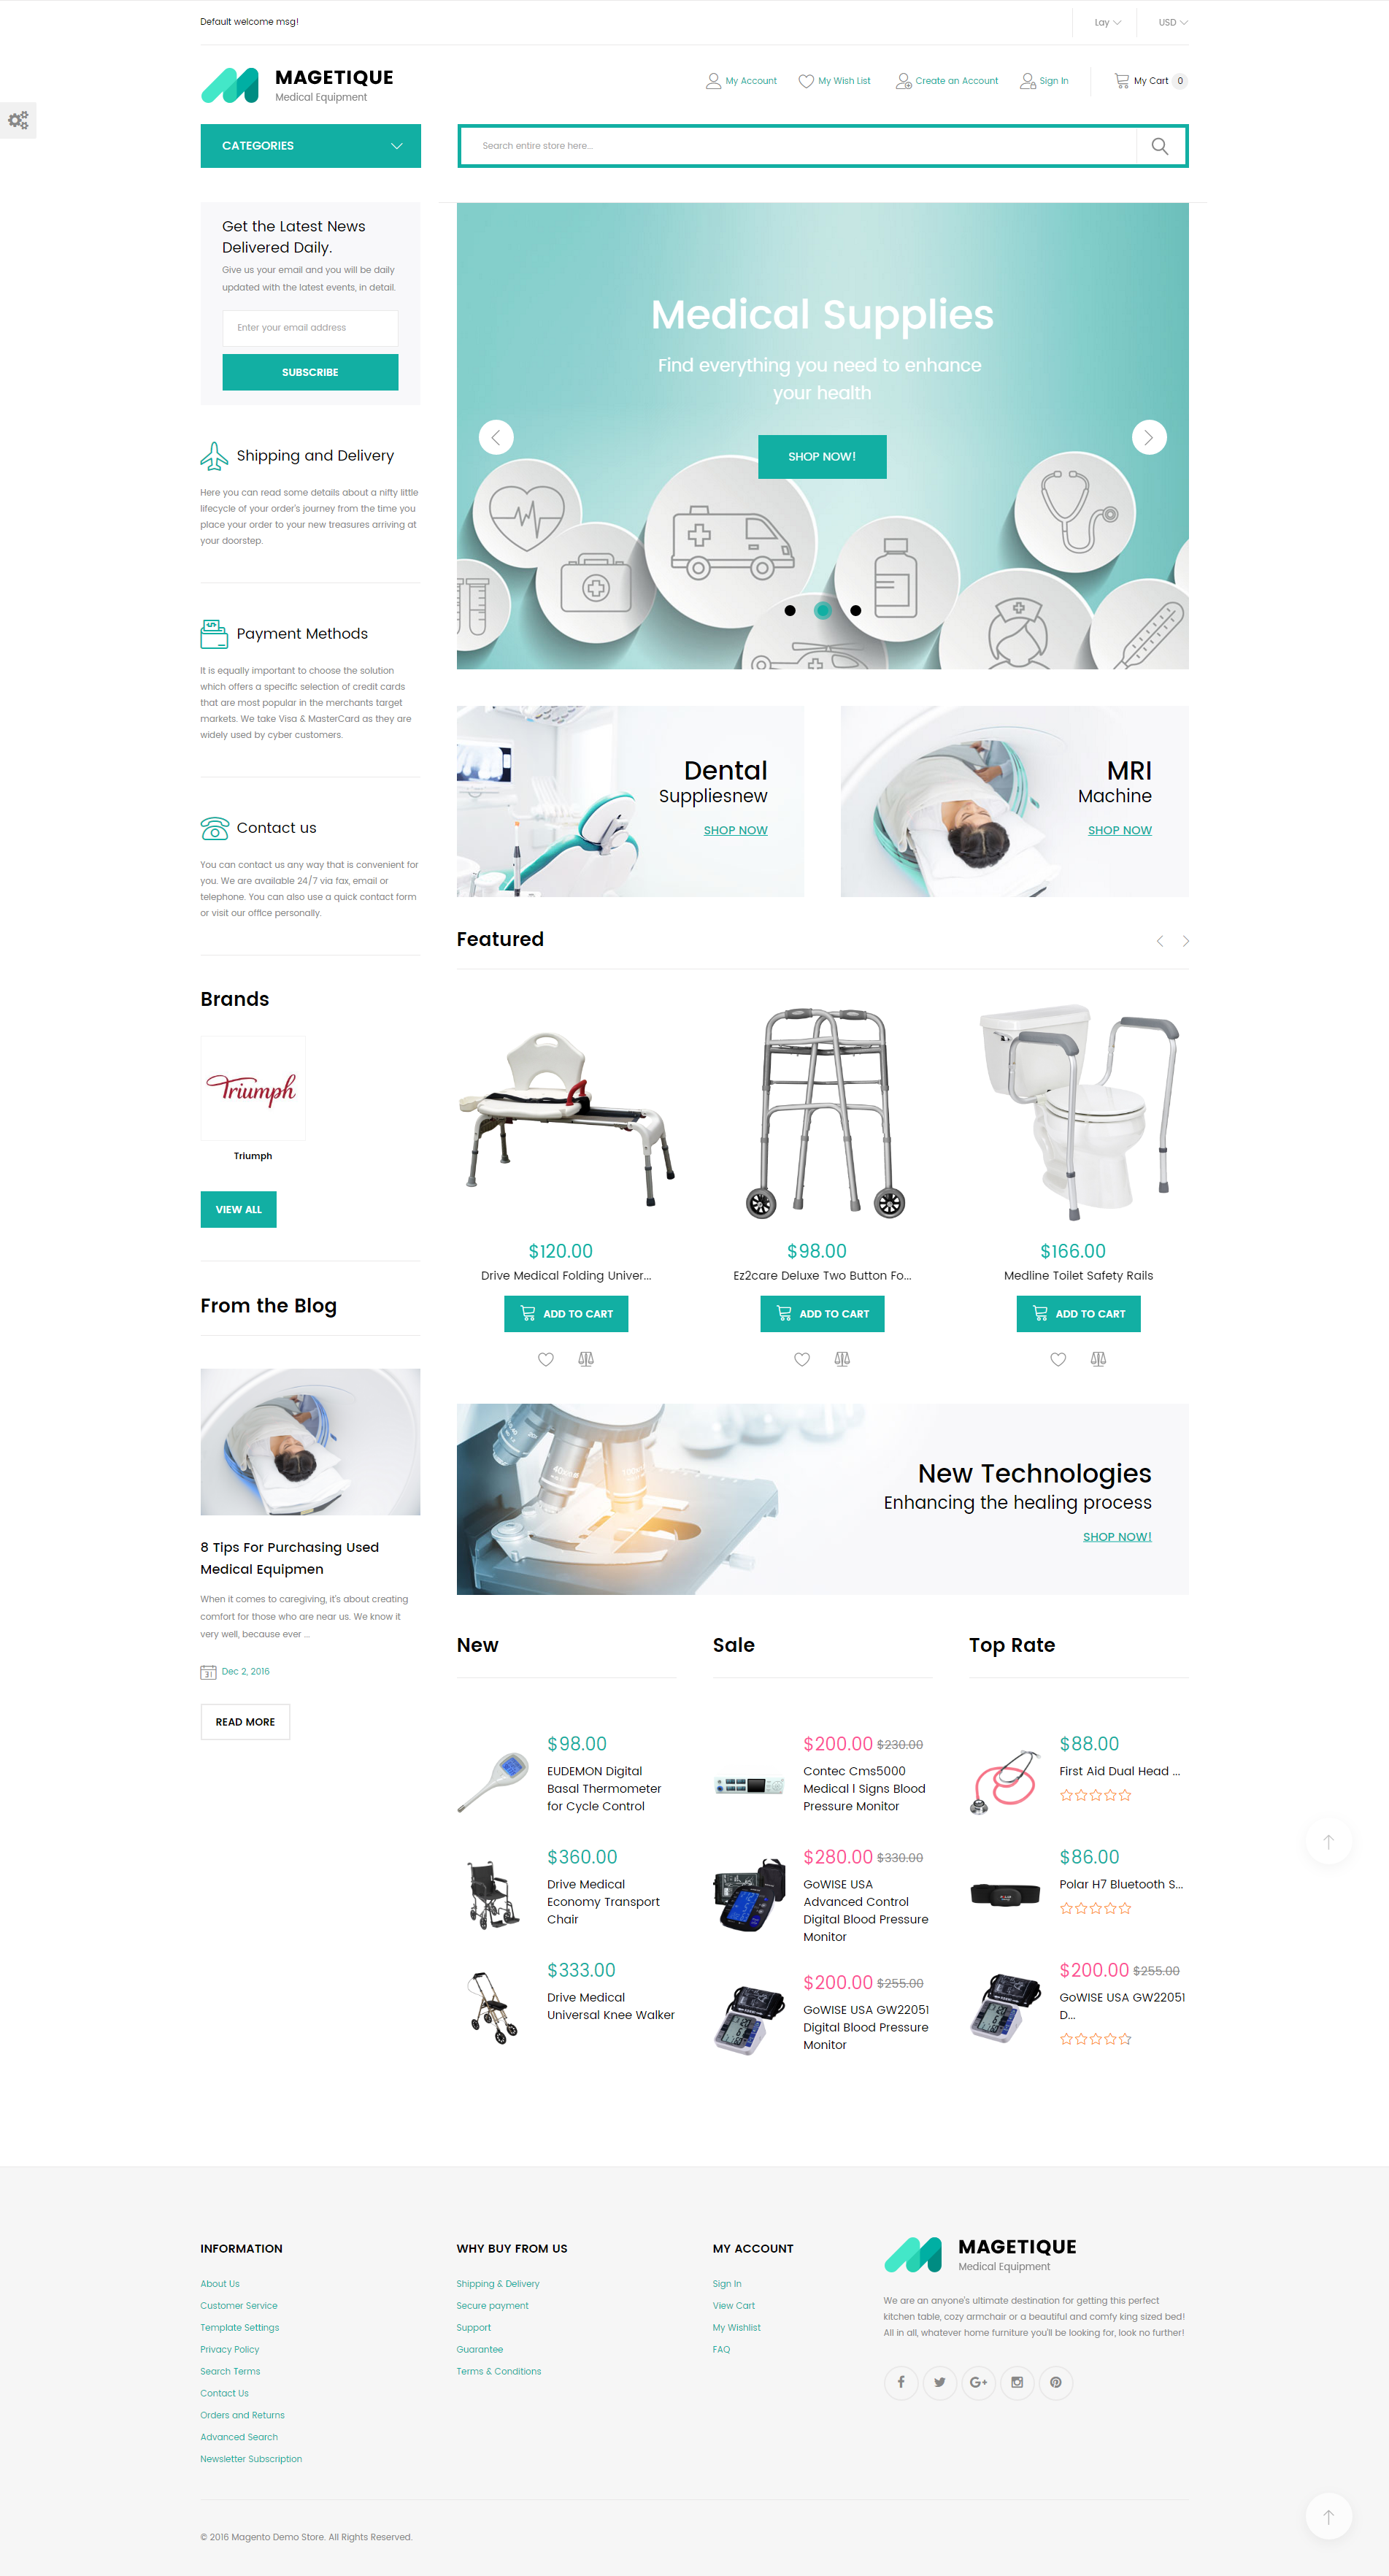 Default welcome msg!
Lay
USD
MAGETIQUE
Medical Equipment
My Account
My Wish List
Create an Account
Sign In
My Cart 0
CATEGORIES
Search entire store here...
Get the Latest News
Delivered Daily.
Give us your email and you will be daily
updated with the latest events, in detail.
Enter your email address
SUBSCRIBE
Shipping and Delivery
Here you can read some details about a nifty little
lifecycle of your order's journey from the time you
place your order to your new treasures arriving at
your doorstep.
Payment Methods
It is equally important to choose the solution
which offers a specific selection of credit cards
that are most popular in the merchants target
markets. We take Visa & MasterCard as they are
widely used by cyber customers.
Contact us
You can contact us any way that is convenient for
you. We are available 24/7 via fax, email or
telephone. You can also use a quick contact form
or visit our office personally.
Brands
Triumph
Triumph
VIEW ALL
From the Blog
8 Tips For Purchasing Used
Medical Equipmen
When it comes to caregiving, it's about creating
comfort for those who are near us. We know it
very well, because ever ...
31
Dec 2, 2016
READ MORE
Medical Supplies
Find everything you need to enhance
your health
SHOP NOW!
Dental
Suppliesnew
SHOP NOW
MRI
Machine
SHOP NOW
Featured
$120.00
Drive Medical Folding Univer...
ADD TO CART
$98.00
Ez2care Deluxe Two Button Fo...
ADD TO CART
$166.00
Medline Toilet Safety Rails
ADD TO CART
New Technologies
Enhancing the healing process
SHOP NOW!
New
$98.00
EUDEMON Digital
Basal Thermometer
for Cycle Control
$360.00
Drive Medical
Economy Transport
Chair
$333.00
Drive Medical
Universal Knee Walker
Sale
$200.00 $230.00
Contec Cms5000
Medical l Signs Blood
Pressure Monitor
$280.00 $330.00
GoWISE USA
Advanced Control
Digital Blood Pressure
Monitor
$200.00 $255.00
GoWISE USA GW22051
Digital Blood Pressure
Monitor
Top Rate
$88.00
First Aid Dual Head ...
$86.00
Polar H7 Bluetooth S...
$200.00 $255.00
GoWISE USA GW22051
D...
INFORMATION
About Us
Customer Service
Template Settings
Privacy Policy
Search Terms
Contact Us
Orders and Returns
Advanced Search
Newsletter Subscription
WHY BUY FROM US
Shipping & Delivery
Secure payment
Support
Guarantee
Terms & Conditions
MY ACCOUNT
Sign In
View Cart
My Wishlist
FAQ
MAGETIQUE
Medical Equipment
We are an anyone's ultimate destination for getting this perfect
kitchen table, cozy armchair or a beautiful and comfy king sized bed!
All in all, whatever home furniture you'll be looking for, look no further!
© 2016 Magento Demo Store. All Rights Reserved.